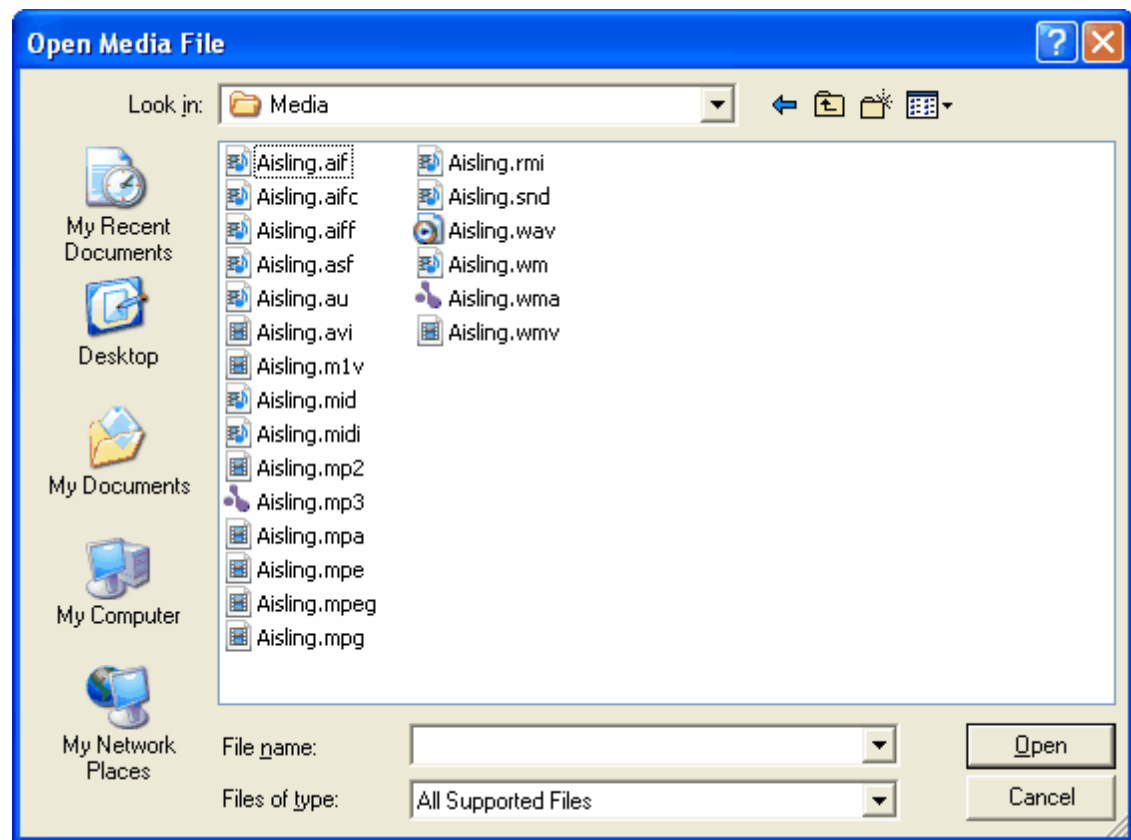 Open Media File
Look in: Media
My Recent
Documents
Desktop
My Documents
My Computer
My Network
Places
Aisling.aif
Aisling.aifc
Aisling.aiff
Aisling.asf
Aisling.au
Aisling.avi
Aisling.m1v
Aisling.mid
Aisling.midi
Aisling.mp2
Aisling.mp3
Aisling.mpa
Aisling.mpe
Aisling.mpeg
Aisling.mpg
Aisling.rmi
Aisling.snd
Aisling.wav
Aisling.wm
Aisling.wma
Aisling.wmv
File name:
Open
Files of type: All Supported Files
Cancel